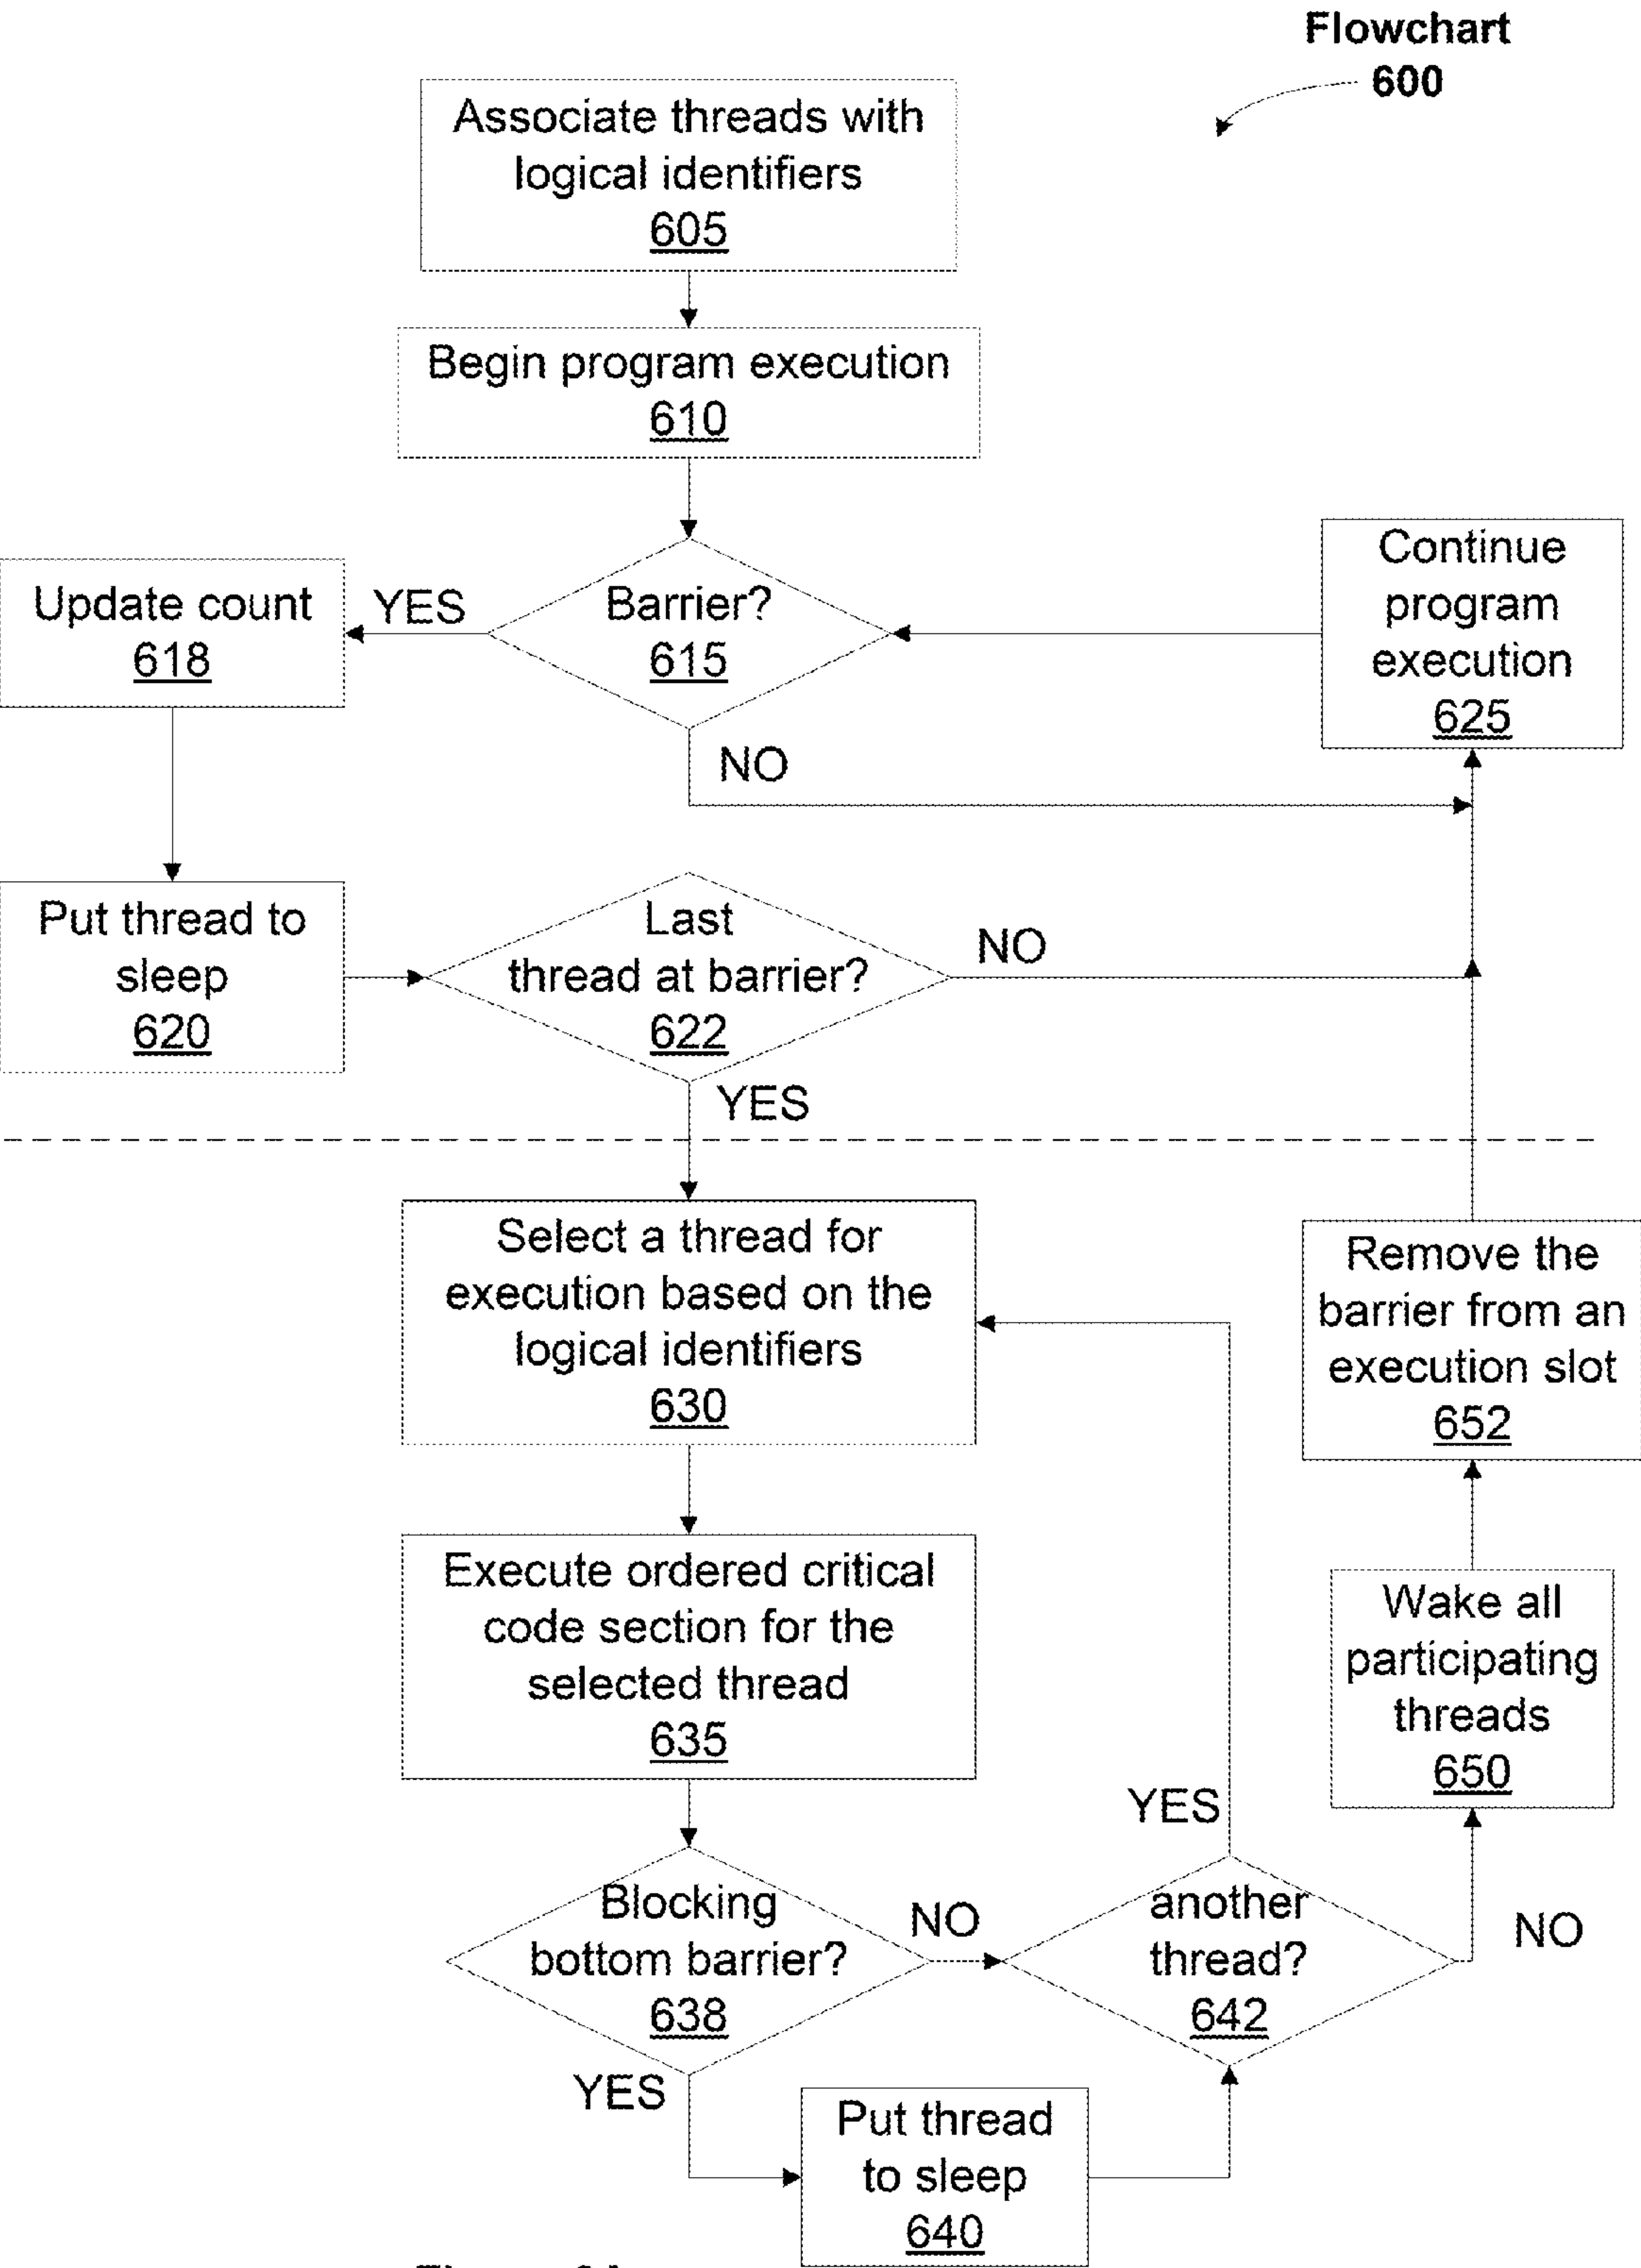 Flowchart
600
Associate threads with
logical identifiers
605
Begin program execution
610
Barrier?
615
YES
NO
Update count
618
Continue
program
execution
625
Put thread to
sleep
620
Last
thread at barrier?
622
NO
YES
Select a thread for
execution based on the
logical identifiers
630
Remove the
barrier from an
execution slot
652
Execute ordered critical
code section for the
selected thread
635
Wake all
participating
threads
650
YES
Blocking
bottom barrier?
638
NO
another
thread?
642
NO
YES
Put thread
to sleep
640